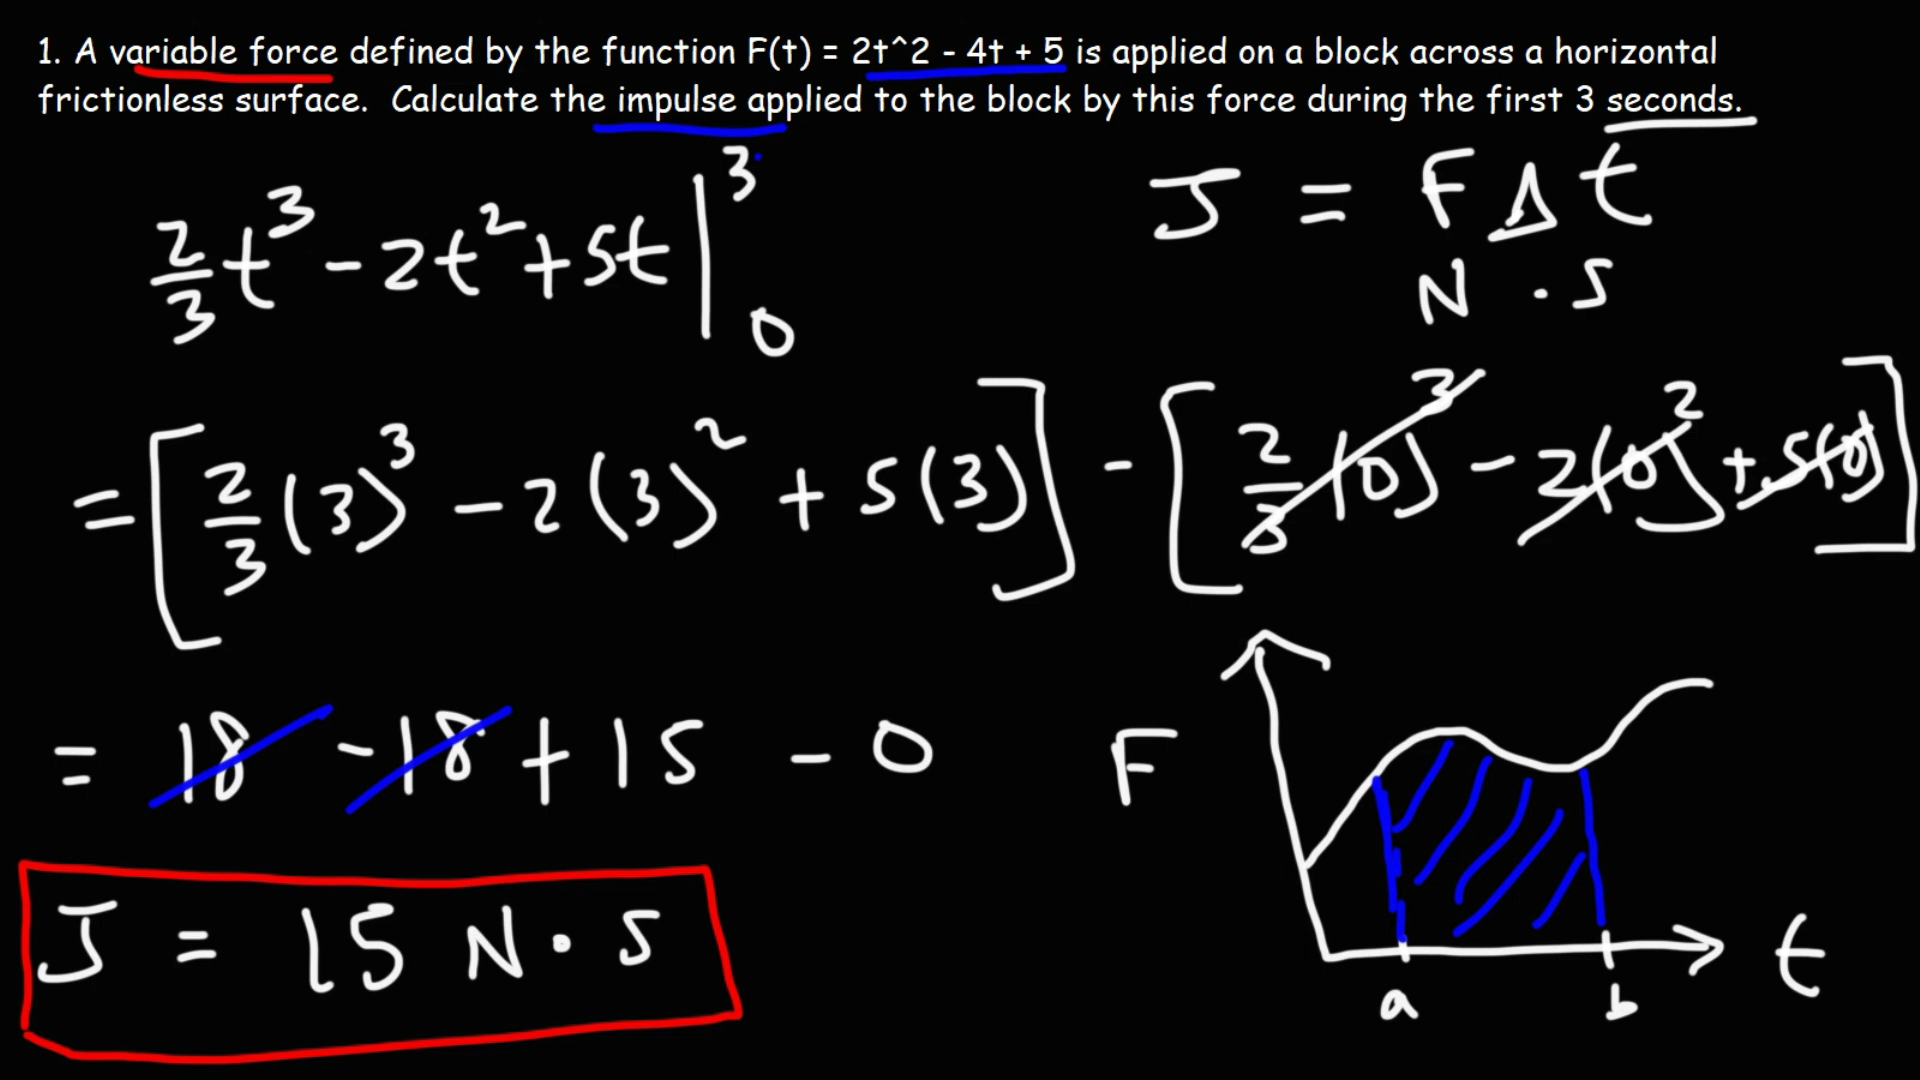 1. A variable force defined by the function F(t) = 2t^2 - 4t + 5 is applied on a block across a horizontal
frictionless surface. Calculate the impulse applied to the block by this force during the first 3 seconds.
2/3 t³ - 2t² + 5t |₀³
J = F Δt
N · s
= [2/3 (3)³ - 2(3)² + 5(3)] - [2/3 (0)³ - 2(0)² + 5(0)]
= 18 - 18 + 15 - 0
J = 15 N · s
F
a b t